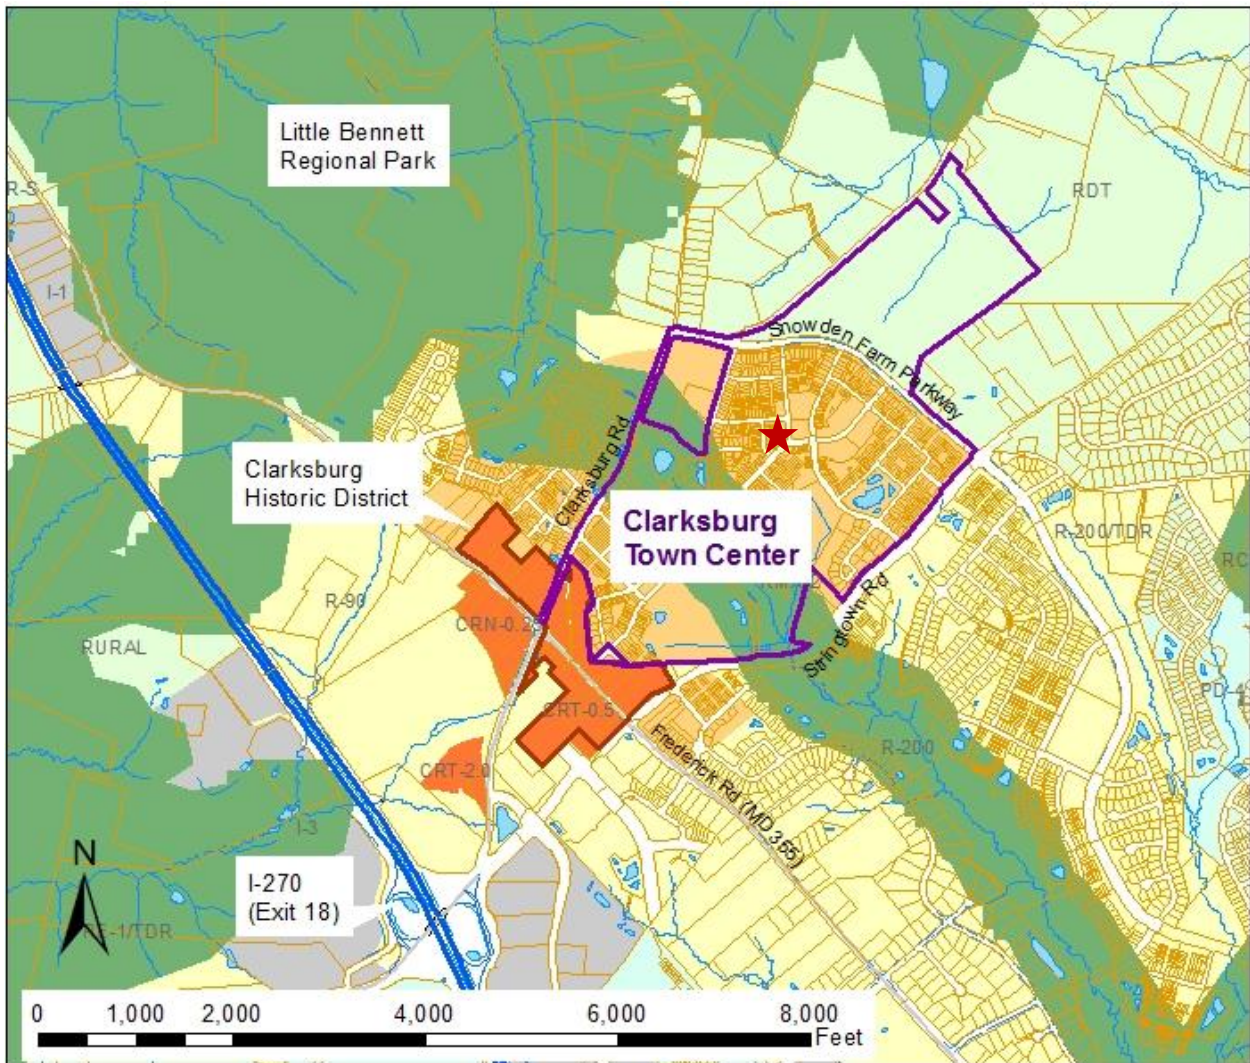 Little Bennett
Regional Park
R-S
RDT
I-1
Snowden Farm Parkway
Clarksburg Rd
Clarksburg
Historic District
Clarksburg
Town Center
R-200/TDR
R-90
CRN-0.25
Stringtown Rd
RURAL
CRT-0.5
R-200
CRT-2.0
Frederick Rd (MD355)
I-3
N
I-270
(Exit 18)
0 1,000 2,000 4,000 6,000 8,000
Feet